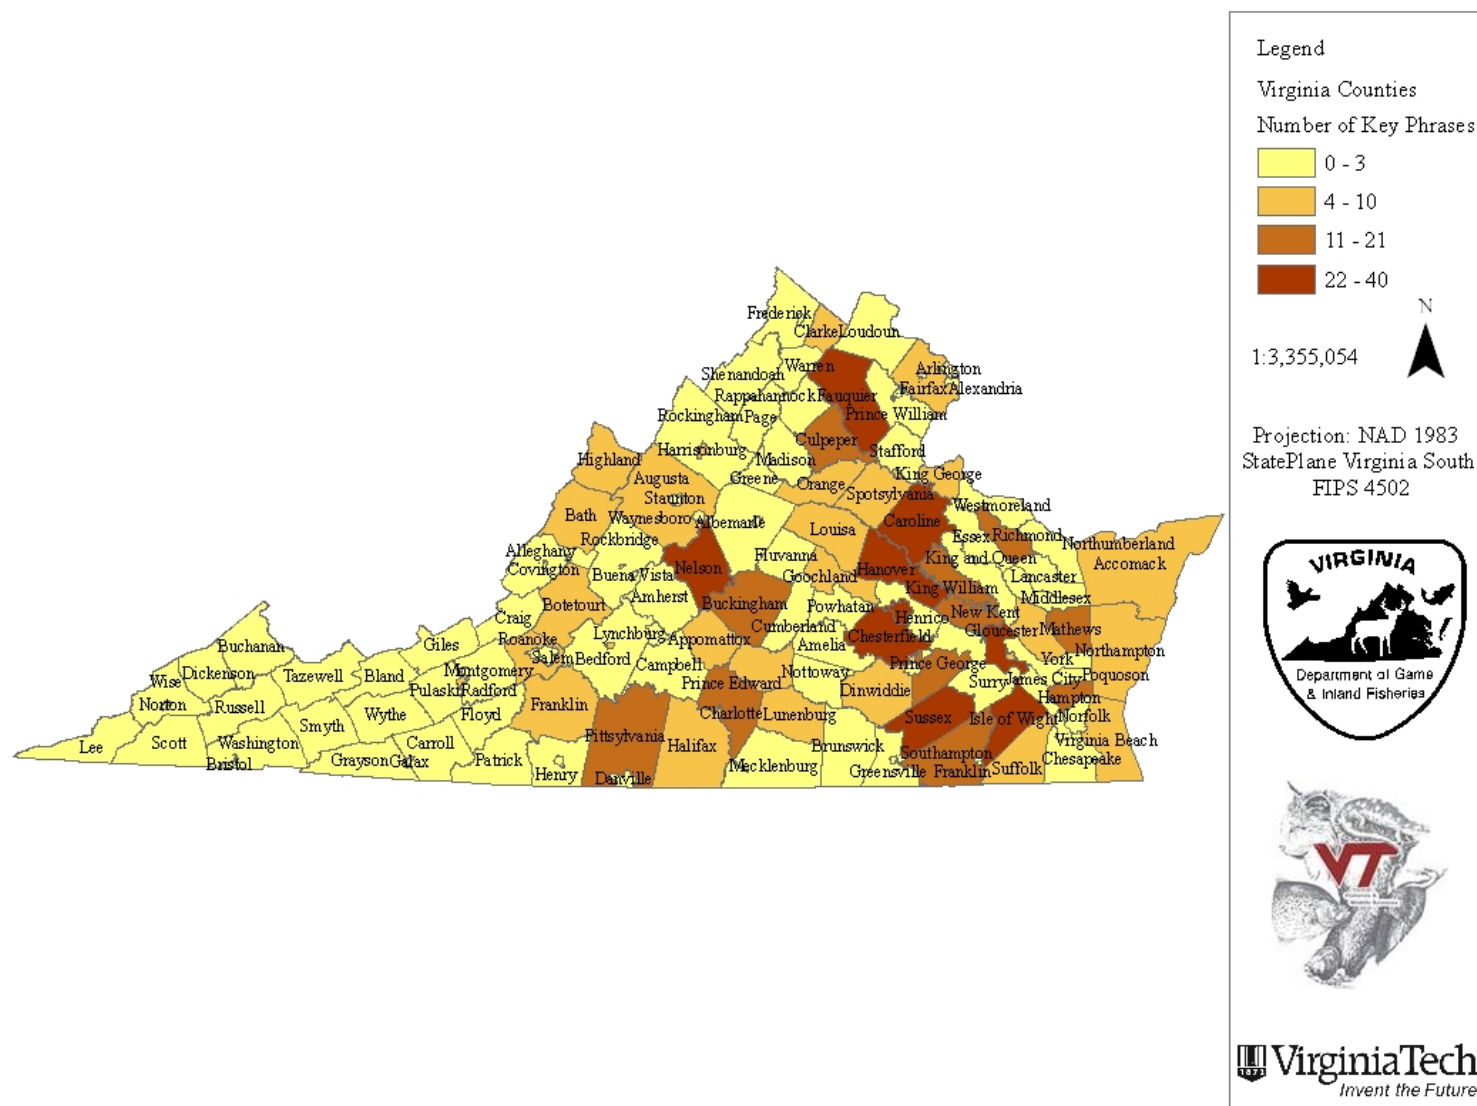 Legend
Virginia Counties
Number of Key Phrases
0 - 3
4 - 10
11 - 21
22 - 40
N
1:3,355,054
Projection: NAD 1983
StatePlane Virginia South
FIPS 4502
VIRGINIA
Department of Game
& Inland Fisheries
VT
1872
VirginiaTech
Invent the Future
Frederick
Clarke
Loudoun
Warren
Shenandoah
Arlington
Fairfax
Alexandria
Rappahannock
Fauquier
Rockingham
Page
Prince William
Culpeper
Harrisonburg
Madison
Stafford
Highland
Augusta
Greene
Orange
King George
Staunton
Spotsylvania
Bath
Waynesboro
Albemarle
Louisa
Caroline
Westmoreland
Rockbridge
Essex
Richmond
Northumberland
Accomack
Alleghany
Covington
Fluvanna
King and Queen
Buena Vista
Nelson
Goochland
Hanover
Lancaster
Amherst
King William
Middlesex
Botetourt
Buckingham
Powhatan
New Kent
Craig
Cumberland
Henrico
Gloucester
Mathews
Roanoke
Lynchburg
Appomattox
Amelia
Chesterfield
Buchanan
Giles
Salem
Bedford
Campbell
Nottoway
Prince George
York
Northampton
Dickenson
Tazewell
Bland
Montgomery
Surry
James City
Poquoson
Wise
Pulaski
Radford
Prince Edward
Dinwiddie
Hampton
Norton
Russell
Smyth
Wythe
Floyd
Franklin
Charlotte
Lunenburg
Sussex
Isle of Wight
Norfolk
Lee
Scott
Washington
Carroll
Pittsylvania
Halifax
Brunswick
Southampton
Virginia Beach
Bristol
Grayson
Galax
Patrick
Henry
Danville
Mecklenburg
Greensville
Franklin
Suffolk
Chesapeake